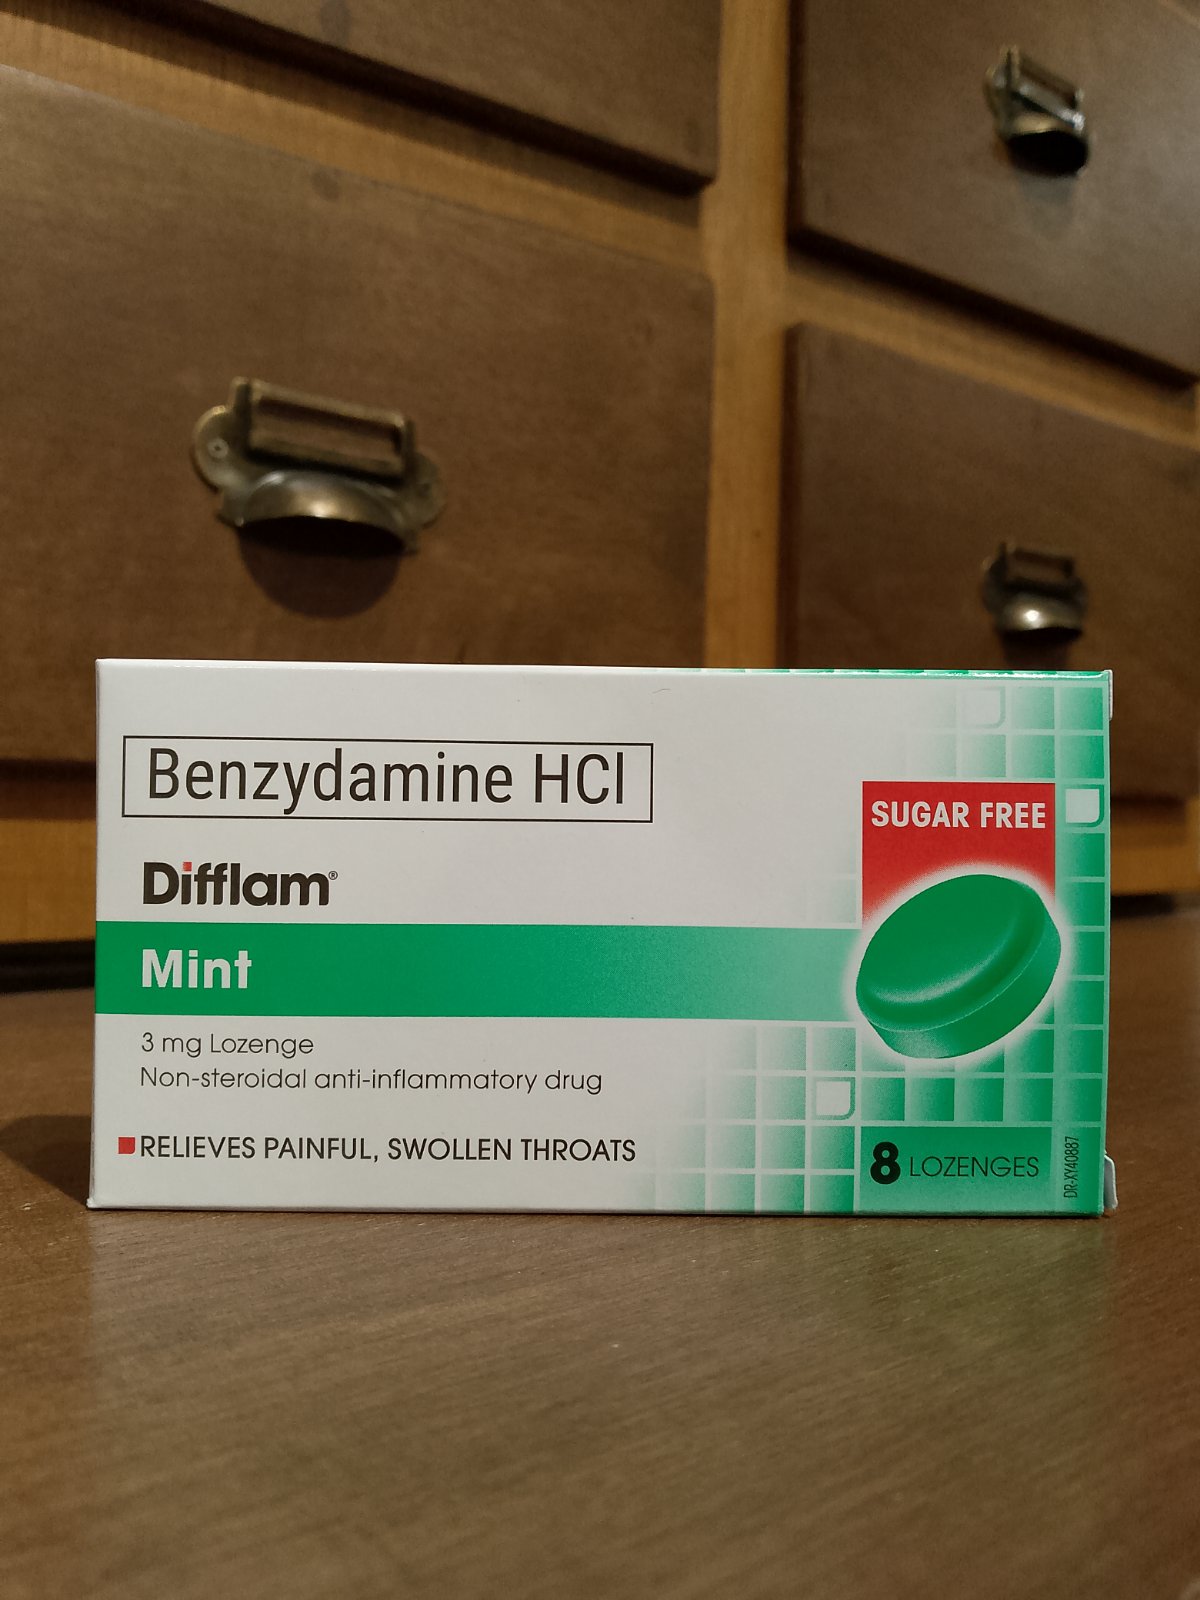 Benzydamine HCl
SUGAR FREE
Difflam®
Mint
3 mg Lozenge
Non-steroidal anti-inflammatory drug
RELIEVES PAINFUL, SWOLLEN THROATS
8 LOZENGES
DR-XY40887